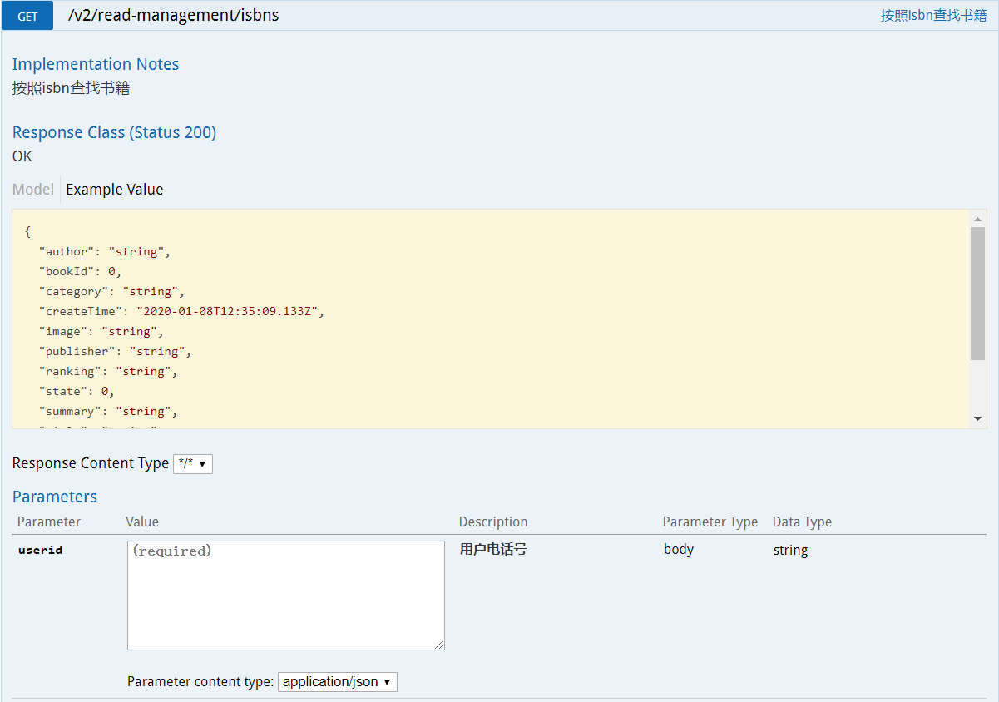 GET /v2/read-management/isbns 按照isbn查找书籍
Implementation Notes
按照isbn查找书籍
Response Class (Status 200)
OK
Model Example Value
{
"author": "string",
"bookId": 0,
"category": "string",
"createTime": "2020-01-08T12:35:09.133Z",
"image": "string",
"publisher": "string",
"ranking": "string",
"state": 0,
"summary": "string",
Response Content Type */*
Parameters
Parameter Value Description Parameter Type Data Type
userid (required) 用户电话号 body string
Parameter content type: application/json